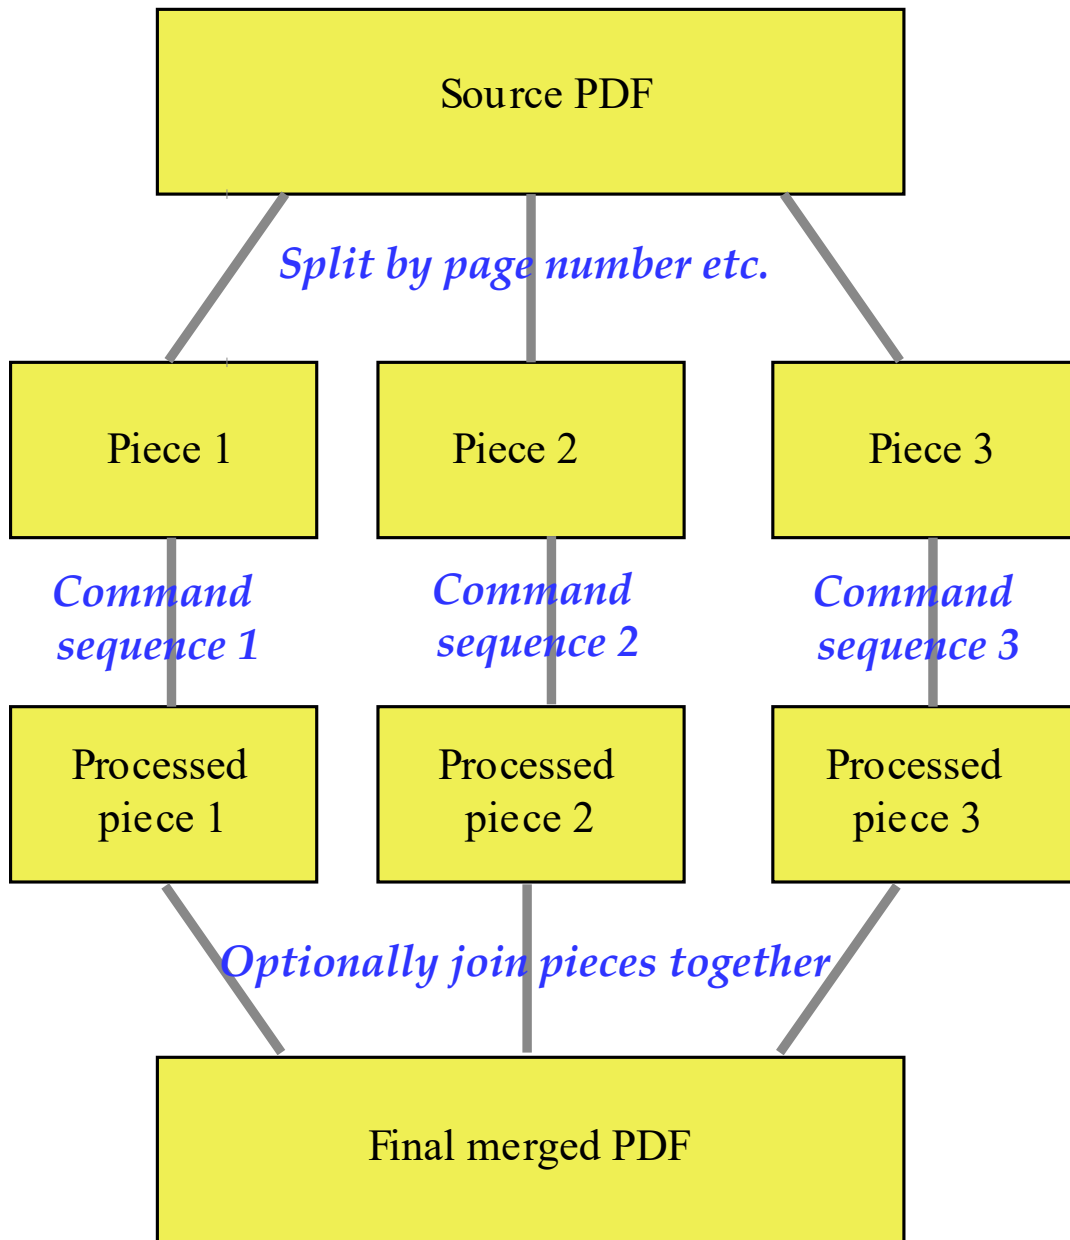 Source PDF
Split by page number etc.
Piece 1
Piece 2
Piece 3
Command
sequence 1
Command
sequence 2
Command
sequence 3
Processed
piece 1
Processed
piece 2
Processed
piece 3
Optionally join pieces together
Final merged PDF